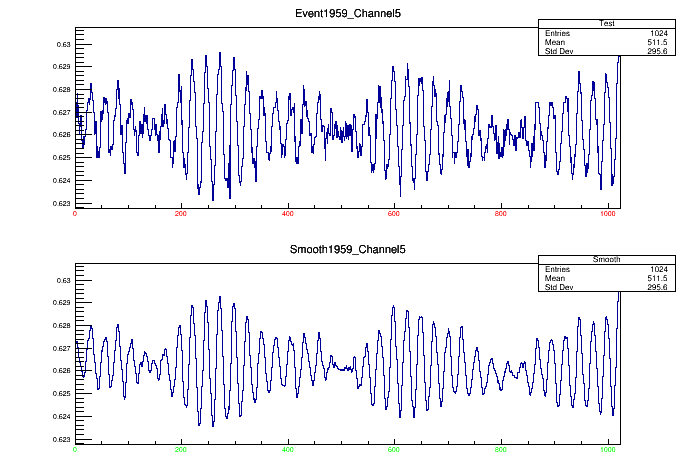 Event1959_Channel5
Test
Entries 1024
Mean 511.5
Std Dev 295.6
0.63
0.629
0.628
0.627
0.626
0.625
0.624
0.623
0 200 400 600 800 1000
Smooth1959_Channel5
Smooth
Entries 1024
Mean 511.5
Std Dev 295.6
0.63
0.629
0.628
0.627
0.626
0.625
0.624
0.623
0 200 400 600 800 1000